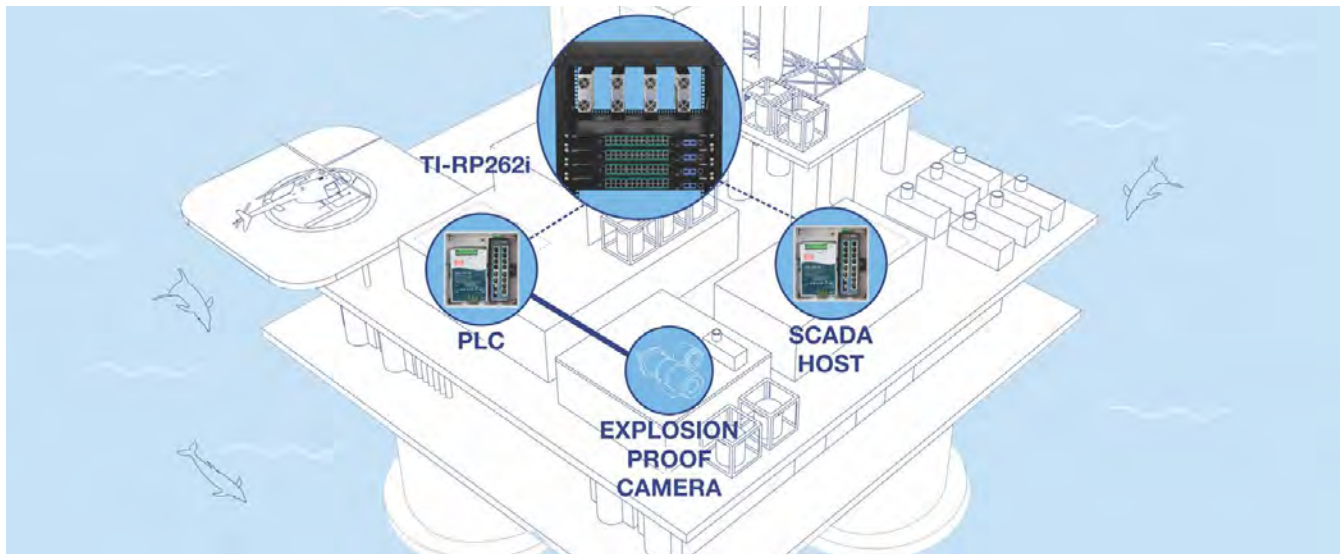 TI-RP262i
PLC
SCADA
HOST
EXPLOSION
PROOF
CAMERA